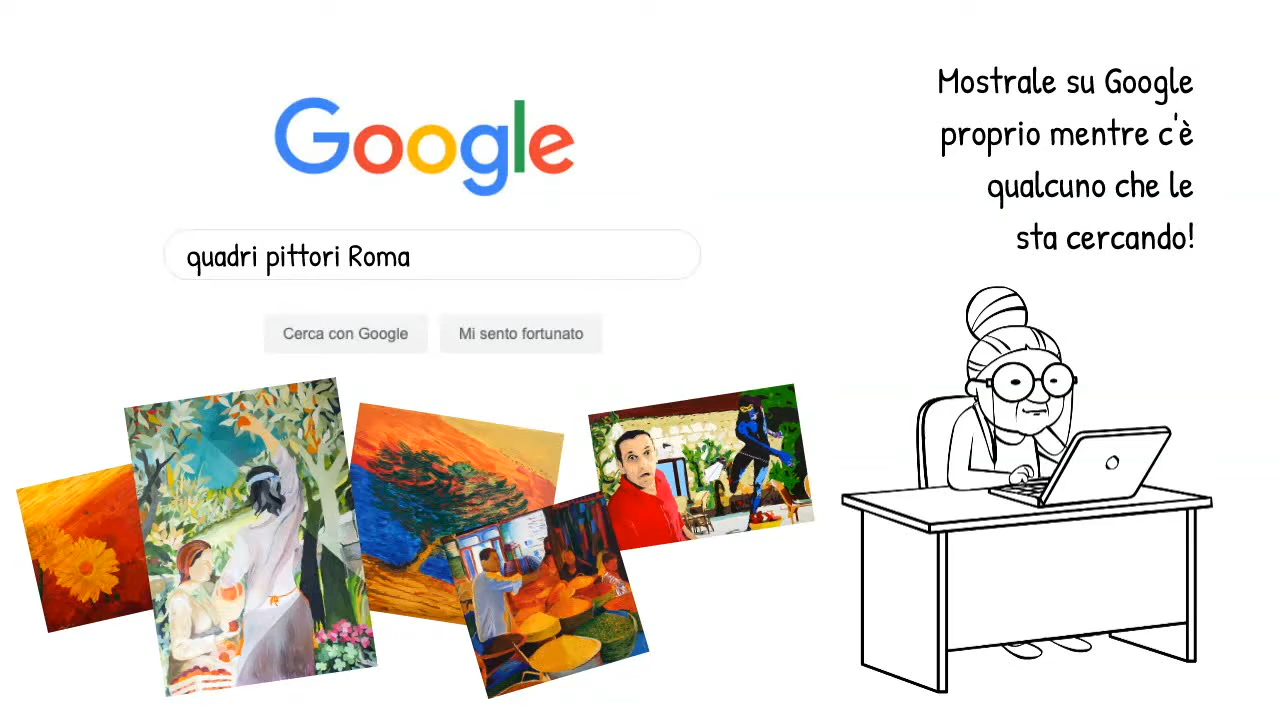 Google
quadri pittori Roma
Cerca con Google
Mi sento fortunato
Mostrale su Google
proprio mentre c'è
qualcuno che le
sta cercando!